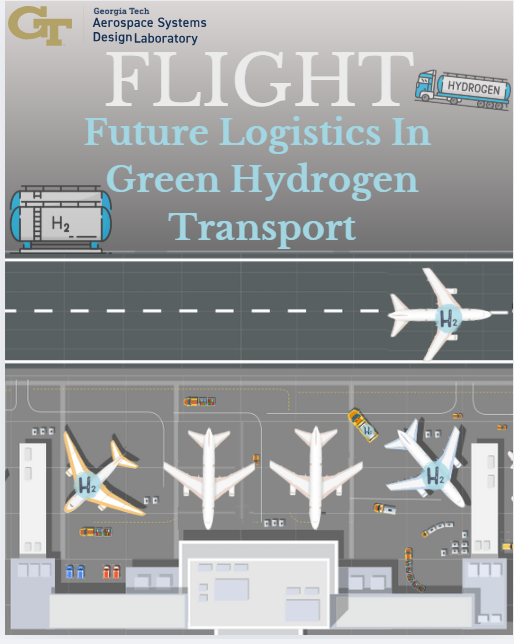 GT
Georgia Tech
Aerospace Systems
Design Laboratory
FLIGHT
HYDROGEN
Future Logistics In
Green Hydrogen
Transport
H
H2
H2
H2
H2
H2